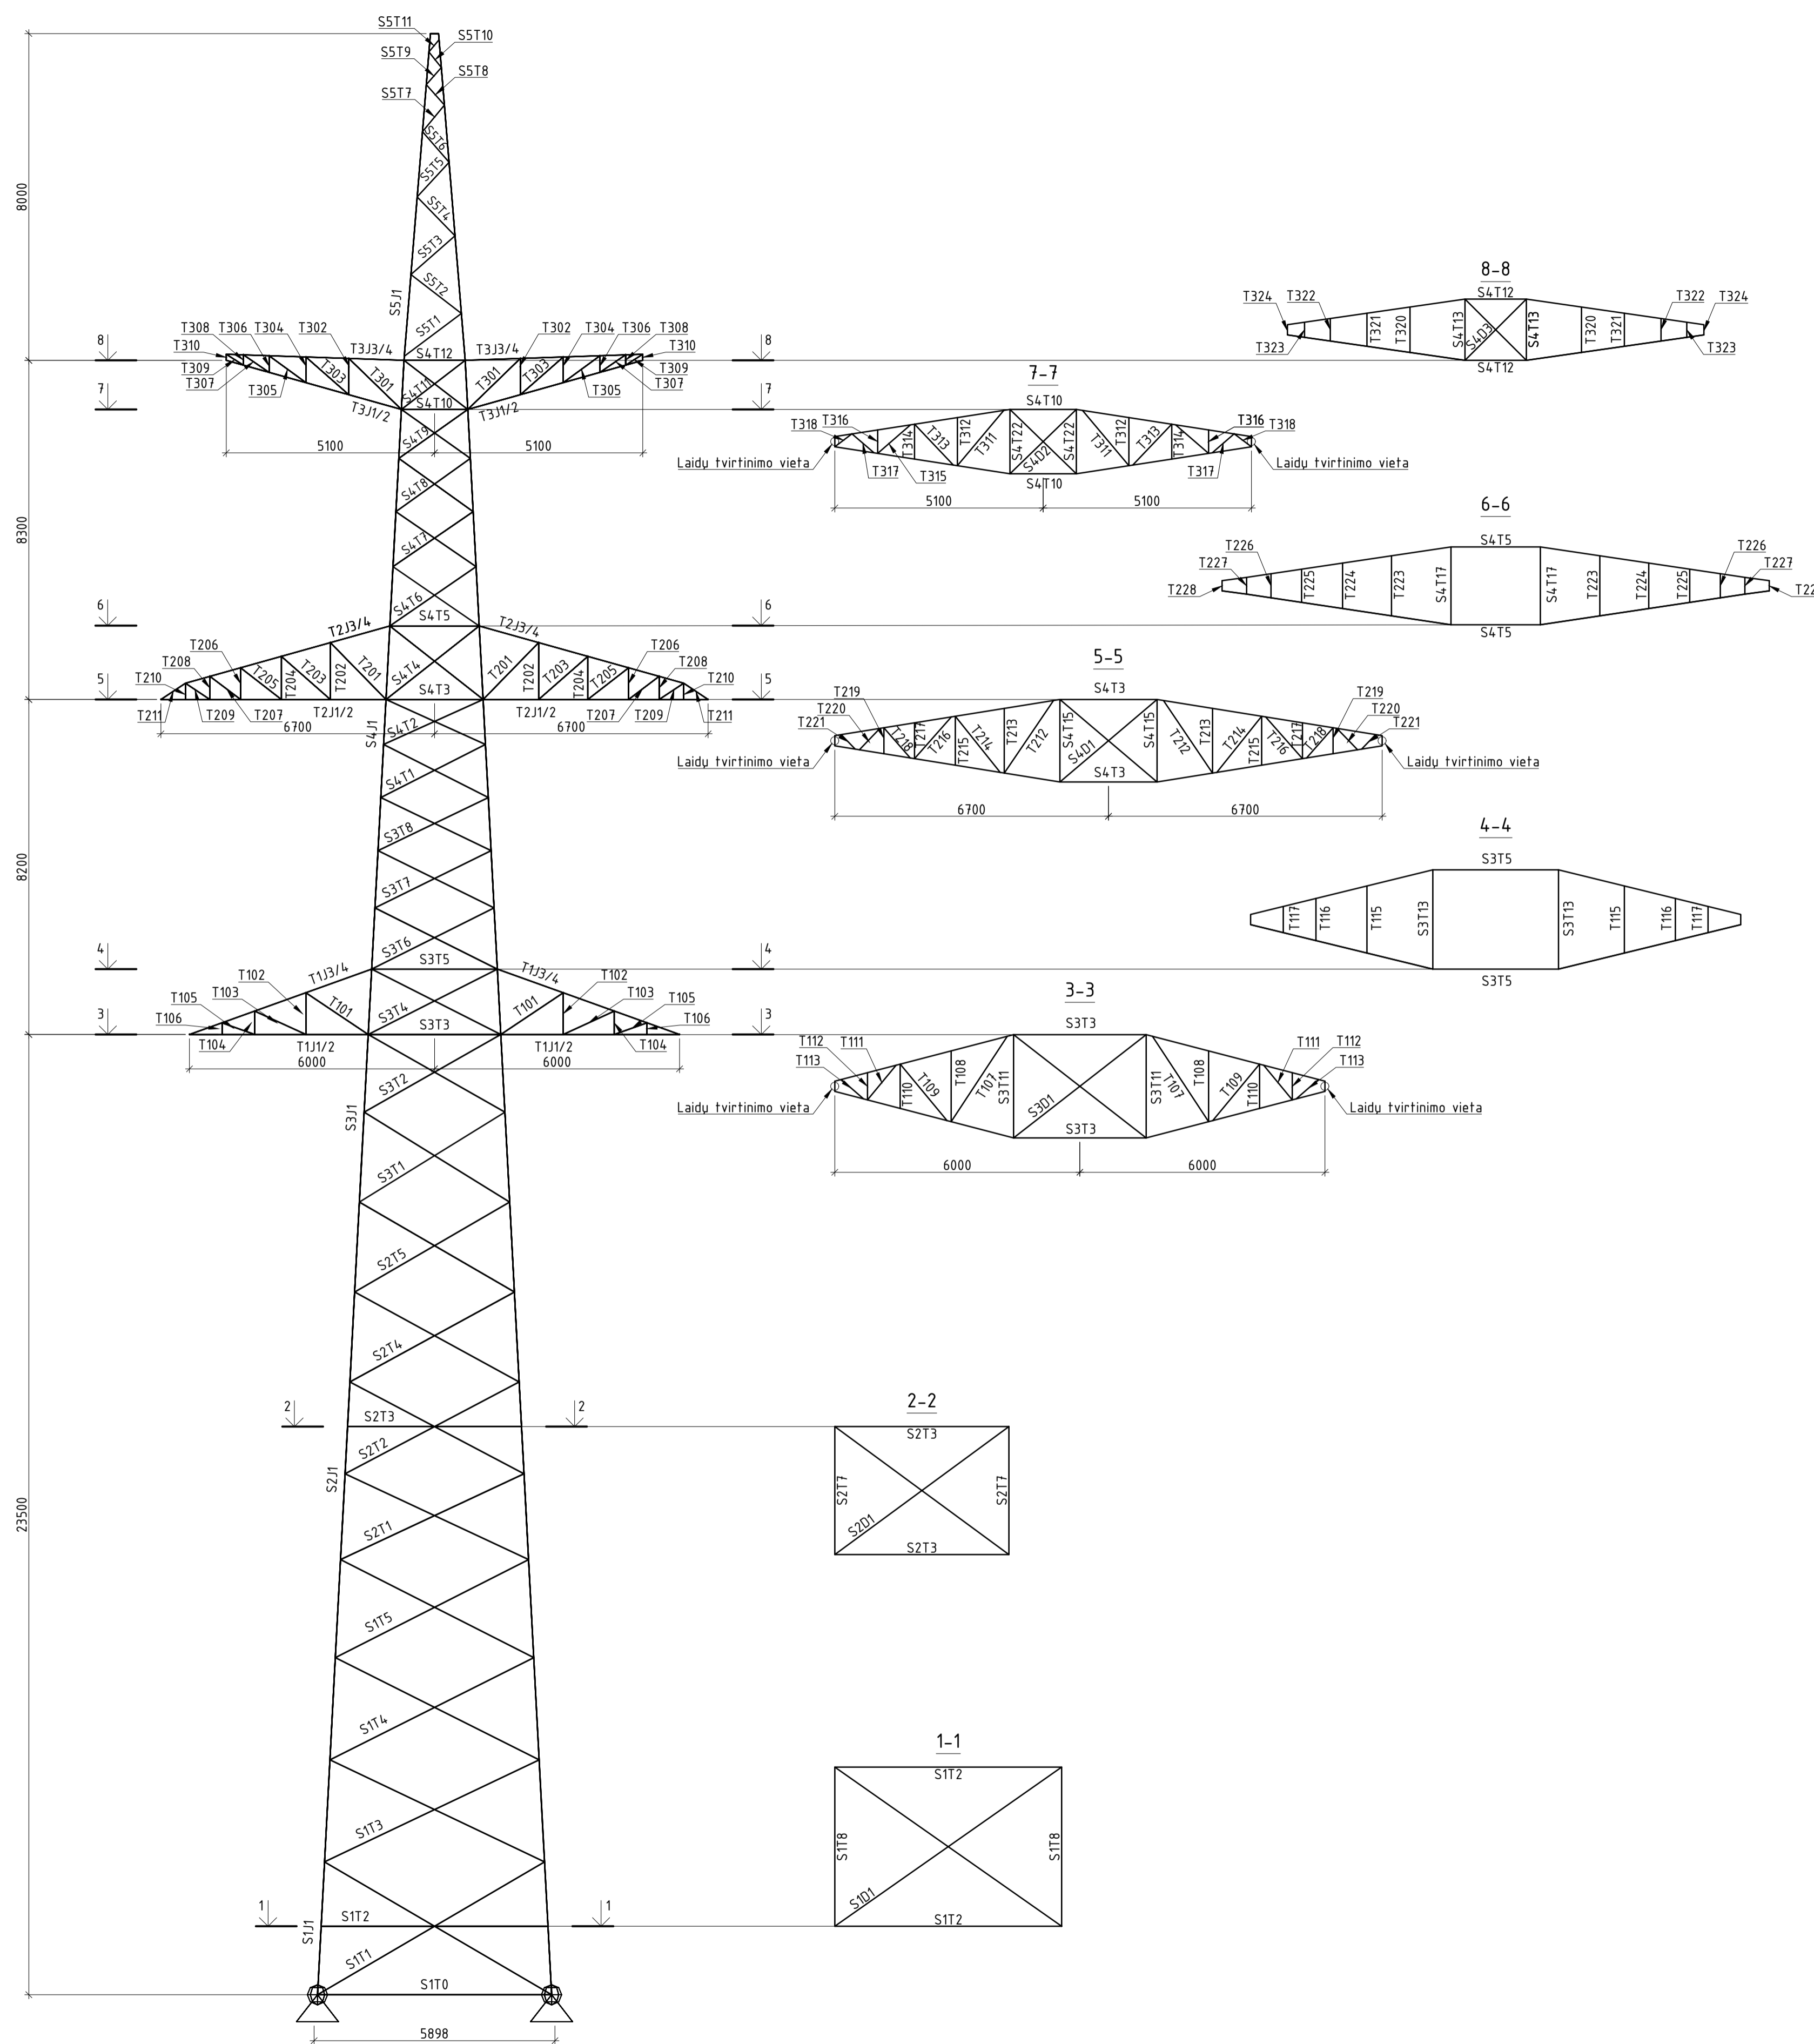 S5T11
S5T10
S5T9
S5T8
S5T7
S5T6
S5T5
S5T4
S5T3
S5T2
S5T1
S5J1
8000
8 8
T308 T306 T304 T302 T3J3/4 S4T12 T3J3/4 T302 T304 T306 T308
T310 T310
T309 T309
T307 T307
T305 T303 T301 S4T11 T301 T303 T305
7 7
T3J1/2 S4T10 T3J1/2
5100 5100
S4T9
S4T8
S4T7
S4T6
8300
6 6
T2J3/4 S4T5 T2J3/4
T206 T206
T208 T208
T210 T210
T205 T203 T201 S4T4 T201 T203 T205
T204 T202 T202 T204
5 5
S4T3
T211 T209 T207 T2J1/2 T2J1/2 T207 T209 T211
6700 6700
S4J1
S4T2
S4T1
S3T8
S3T7
S3T6
8200
4 4
T1J3/4 S3T5 T1J3/4
T102 T102
T103 T103
T105 T105
T106 T106
T101 S3T4 T101
3 3
S3T3
T104 T1J1/2 T1J1/2 T104
6000 6000
S3T2
S3J1
S3T1
S2T5
S2T4
2 2
S2T3
S2T2
S2J1
S2T1
23500
S1T5
S1T4
S1T3
1 1
S1T2
S1J1
S1T1
S1T0
5898
8-8
S4T12
T324 T322 T322 T324
T323 T321 T320 S4T13 S4D3 S4T13 T320 T321 T323
S4T12
7-7
S4T10
T318 T316 T316 T318
T314 T313 T312 T311 S4T22 S4D2 S4T22 T311 T312 T313 T314
T317 T315 T317
S4T10
Laidų tvirtinimo vieta Laidų tvirtinimo vieta
5100 5100
6-6
S4T5
T226 T226
T227 T227
T228 T225 T224 T223 S4T17 S4T17 T223 T224 T225
S4T5
5-5
S4T3
T219 T219
T220 T220
T221 T221
T218 T217 T216 T215 T214 T213 T212 S4T15 S4D1 S4T15 T212 T213 T214 T215 T216 T217 T218
S4T3
Laidų tvirtinimo vieta Laidų tvirtinimo vieta
6700 6700
4-4
S3T5
T117 T116 T115 S3T13 S3T13 T115 T116 T117
S3T5
3-3
S3T3
T112 T111 T111 T112
T113 T113
T110 T109 T108 T107 S3T11 S3D1 S3T11 T107 T108 T109 T110
S3T3
Laidų tvirtinimo vieta Laidų tvirtinimo vieta
6000 6000
2-2
S2T3
S2T7 S2T7
S2D1
S2T3
1-1
S1T2
S1T8 S1T8
S1D1
S1T2